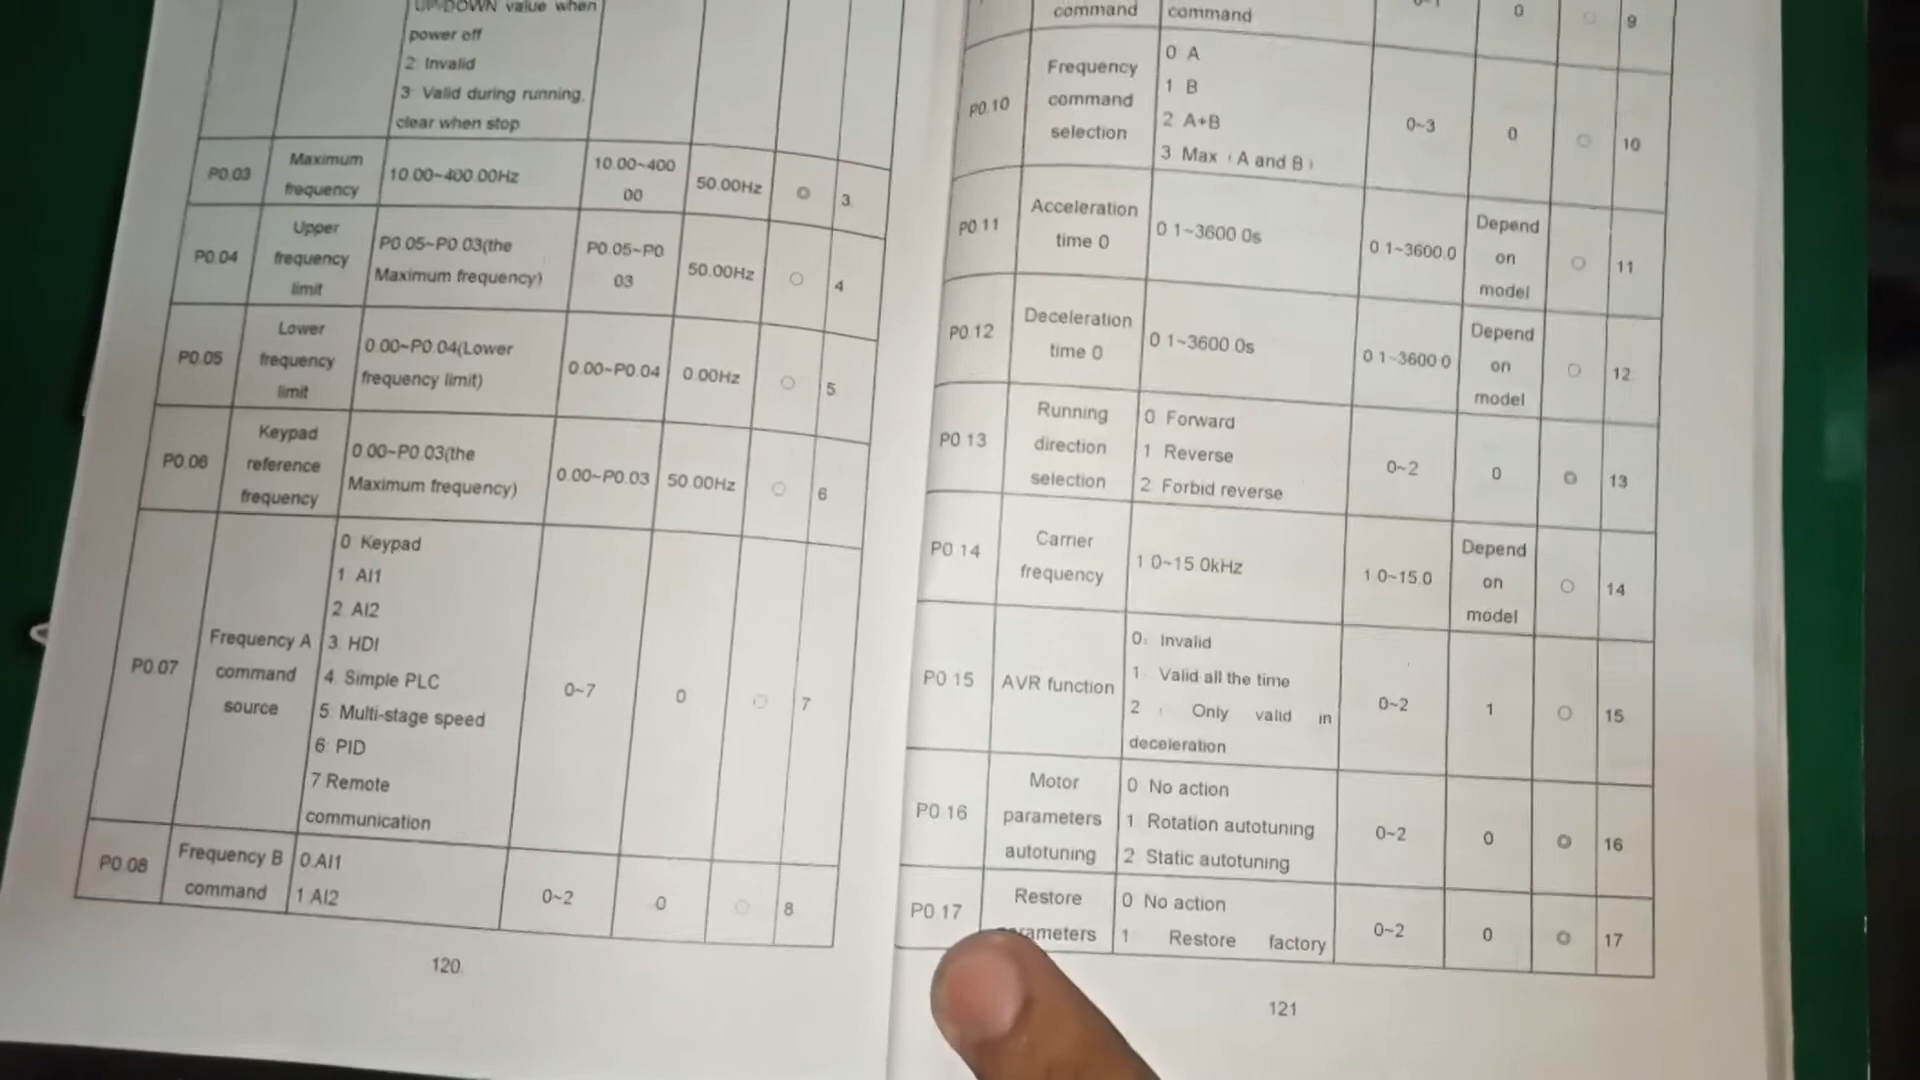 UP/DOWN value when
power off
2: Invalid
3: Valid during running,
clear when stop
P0.03
Maximum
frequency
10.00~400.00Hz
10.00~400
00
50.00Hz
3.
P0.04
Upper
frequency
limit
P0.05~P0.03(the
Maximum frequency)
P0.05~P0
03
50.00Hz
4
P0.05
Lower
frequency
limit
0.00~P0.04(Lower
frequency limit)
0.00~P0.04
0.00Hz
5
P0.06
Keypad
reference
frequency
0.00~P0.03(the
Maximum frequency)
0.00~P0.03
50.00Hz
6
P0.07
Frequency A
command
source
0 Keypad
1 AI1
2. AI2
3. HDI
4. Simple PLC
5: Multi-stage speed
6: PID
7 Remote
communication
0~7
0
7
P0.08
Frequency B
command
0.AI1
1 AI2
0~2
0
8
120
command
command
0~1
0
9
P0.10
Frequency
command
selection
0 A
1 B
2 A+B
3 Max (A and B)
0~3
0
10
P0.11
Acceleration
time 0
0 1~3600 0s
0.1~3600.0
Depend
on
model
11
P0.12
Deceleration
time 0
0 1~3600 0s
0 1~3600 0
Depend
on
model
12
P0 13
Running
direction
selection
0 Forward
1 Reverse
2 Forbid reverse
0~2
0
13
P0 14
Carrier
frequency
1 0~15.0kHz
1 0~15.0
Depend
on
model
14
P0 15
AVR function
0: Invalid
1: Valid all the time
2 : Only valid in
deceleration
0~2
1
15
P0 16
Motor
parameters
autotuning
0 No action
1 Rotation autotuning
2 Static autotuning
0~2
0
16
P0 17
Restore
parameters
0 No action
1 Restore factory
0~2
0
17
121